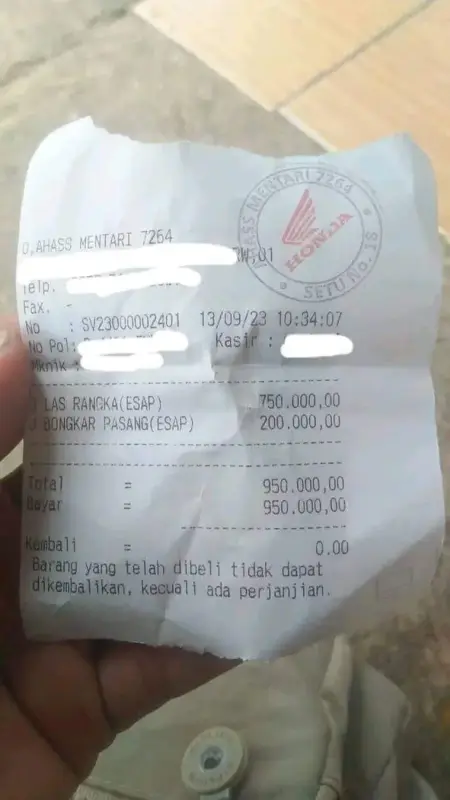 AHASS MENTARI 7264
RW,01
Telp.
Fax. -
No : SV23000002401 13/09/23 10:34:07
No Pol: Kasir :
LAS RANGKA(ESAP) 750.000,00
BONGKAR PASANG(ESAP) 200.000,00
Total = 950.000,00
Bayar = 950.000,00
Kembali = 0.00
Barang yang telah dibeli tidak dapat
dikembalikan, kecuali ada perjanjian.
AHASS MENTARI 7264
HONDA
SETU No. 18